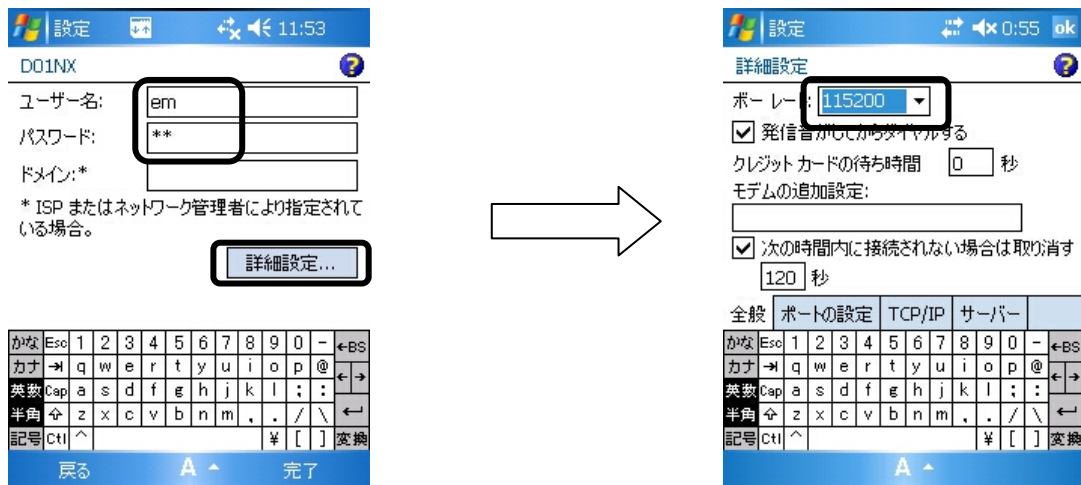 設定 11:53
D01NX
ユーザー名: em
パスワード: **
ドメイン:*
* ISP またはネットワーク管理者により指定されて
いる場合。
詳細設定...
かな Esc 1 2 3 4 5 6 7 8 9 0 - ←BS
カナ →| q w e r t y u i o p @ ← →
英数 Cap a s d f g h j k l ; :
半角 ⇧ z x c v b n m , . / \ ↵
記号 Ctl ^ ¥ [ ] 変換
戻る A 完了
設定 0:55 ok
詳細設定
ボー レート: 115200
発信音がしてからダイヤルする
クレジット カードの待ち時間 0 秒
モデムの追加設定:
次の時間内に接続されない場合は取り消す
120 秒
全般 ポートの設定 TCP/IP サーバー
かな Esc 1 2 3 4 5 6 7 8 9 0 - ←BS
カナ →| q w e r t y u i o p @ ← →
英数 Cap a s d f g h j k l ; :
半角 ⇧ z x c v b n m , . / \ ↵
記号 Ctl ^ ¥ [ ] 変換
A